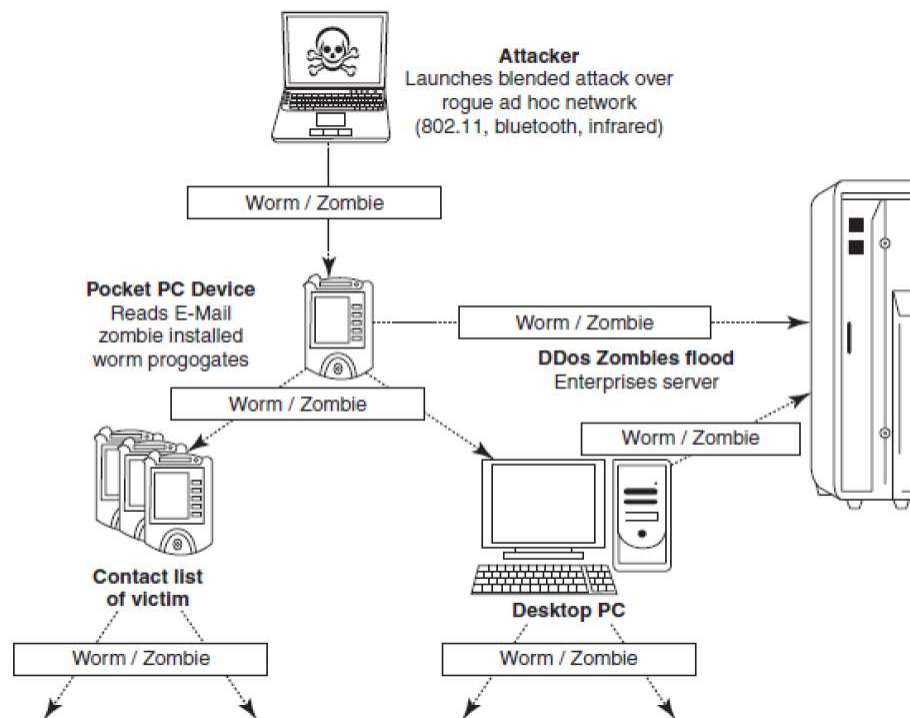 Attacker
Launches blended attack over
rogue ad hoc network
(802.11, bluetooth, infrared)
Worm / Zombie
Pocket PC Device
Reads E-Mail
zombie installed
worm progogates
Worm / Zombie
DDos Zombies flood
Enterprises server
Worm / Zombie
Worm / Zombie
Contact list
of victim
Desktop PC
Worm / Zombie
Worm / Zombie